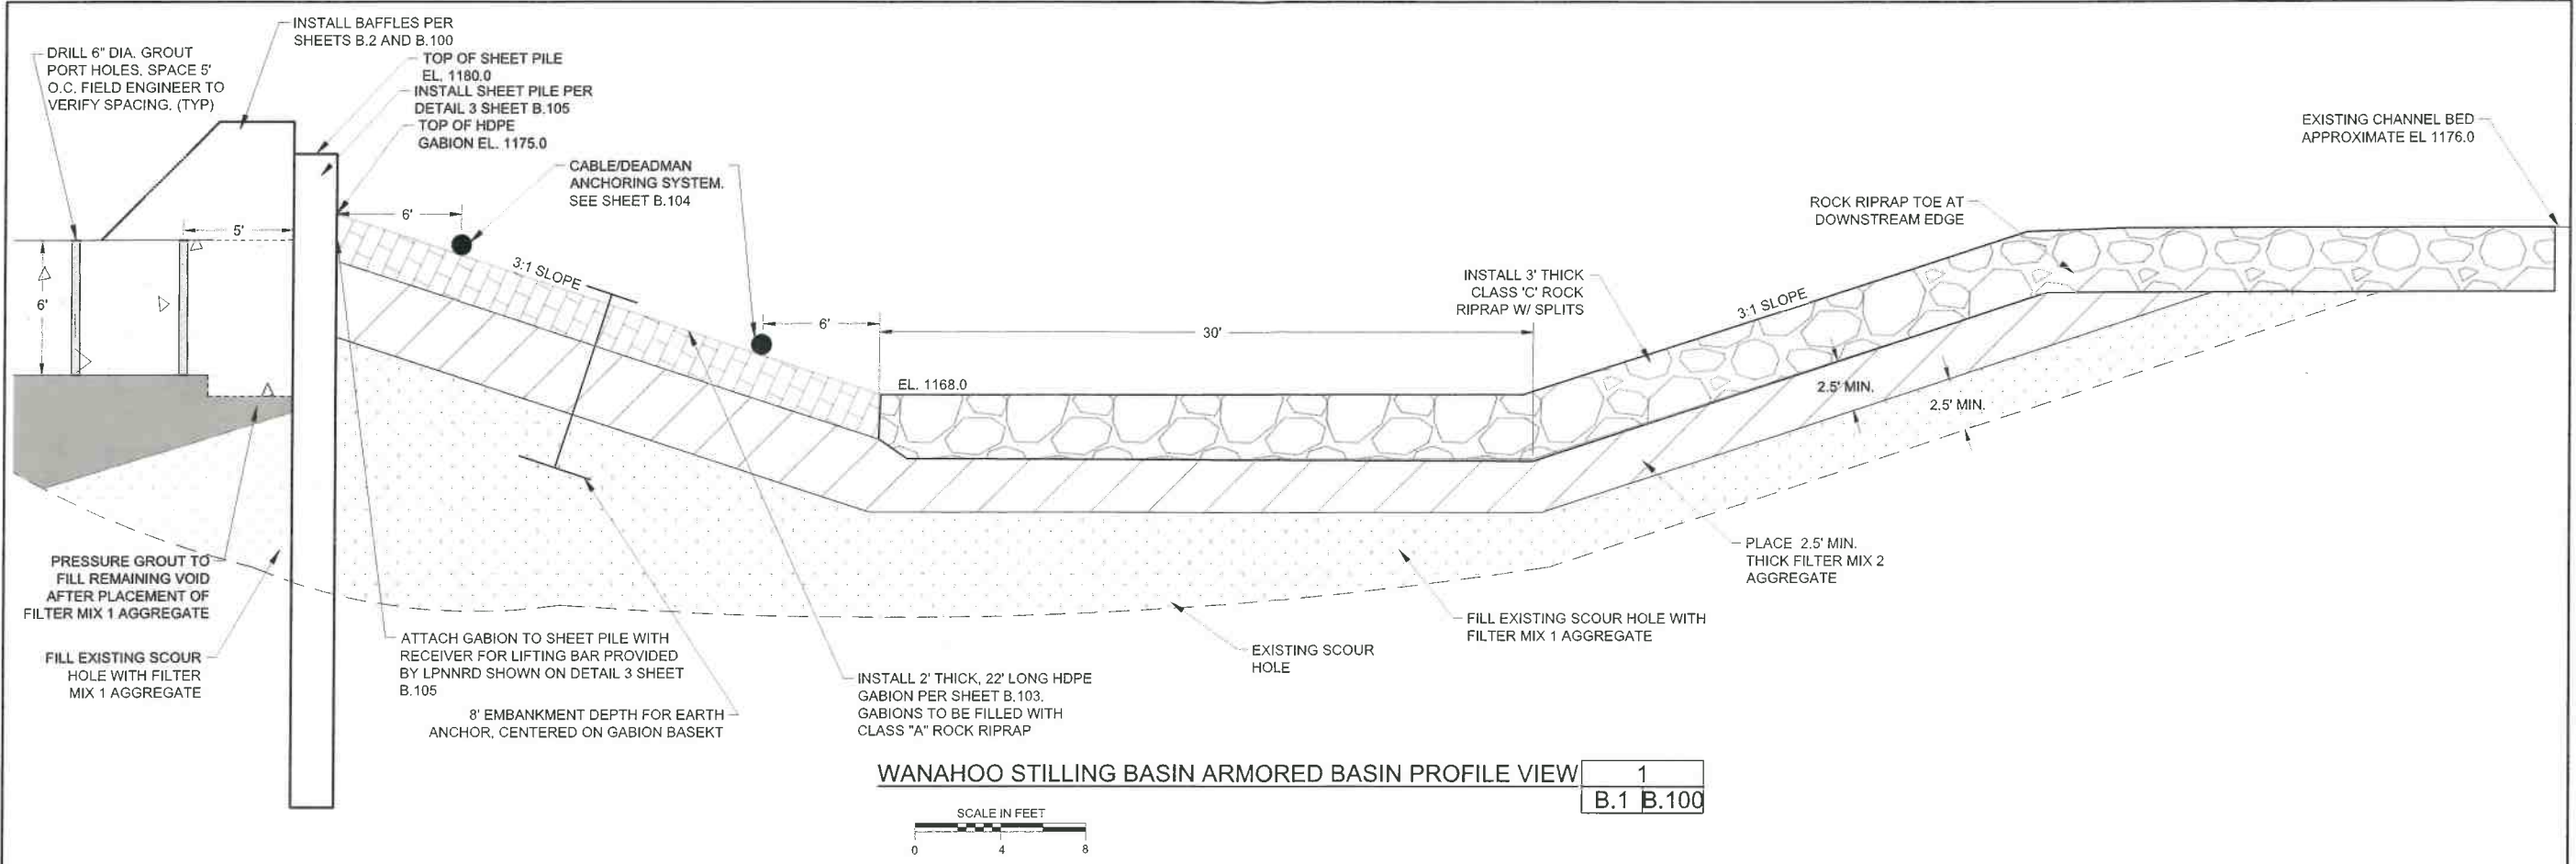 INSTALL BAFFLES PER
SHEETS B.2 AND B.100
DRILL 6" DIA. GROUT
PORT HOLES. SPACE 5'
O.C. FIELD ENGINEER TO
VERIFY SPACING. (TYP)
TOP OF SHEET PILE
EL. 1180.0
INSTALL SHEET PILE PER
DETAIL 3 SHEET B.105
TOP OF HDPE
GABION EL. 1175.0
CABLE/DEADMAN
ANCHORING SYSTEM.
SEE SHEET B.104
EXISTING CHANNEL BED
APPROXIMATE EL 1176.0
ROCK RIPRAP TOE AT
DOWNSTREAM EDGE
INSTALL 3' THICK
CLASS 'C' ROCK
RIPRAP W/ SPLITS
6'
5'
6'
3:1 SLOPE
6'
30'
EL. 1168.0
3:1 SLOPE
2.5' MIN.
2.5' MIN.
PRESSURE GROUT TO
FILL REMAINING VOID
AFTER PLACEMENT OF
FILTER MIX 1 AGGREGATE
FILL EXISTING SCOUR
HOLE WITH FILTER
MIX 1 AGGREGATE
ATTACH GABION TO SHEET PILE WITH
RECEIVER FOR LIFTING BAR PROVIDED
BY LPNNRD SHOWN ON DETAIL 3 SHEET
B.105
8' EMBANKMENT DEPTH FOR EARTH
ANCHOR, CENTERED ON GABION BASEKT
INSTALL 2' THICK, 22' LONG HDPE
GABION PER SHEET B.103.
GABIONS TO BE FILLED WITH
CLASS "A" ROCK RIPRAP
EXISTING SCOUR
HOLE
FILL EXISTING SCOUR HOLE WITH
FILTER MIX 1 AGGREGATE
PLACE 2.5' MIN.
THICK FILTER MIX 2
AGGREGATE
WANAHOO STILLING BASIN ARMORED BASIN PROFILE VIEW
1
B.1 B.100
SCALE IN FEET
0 4 8